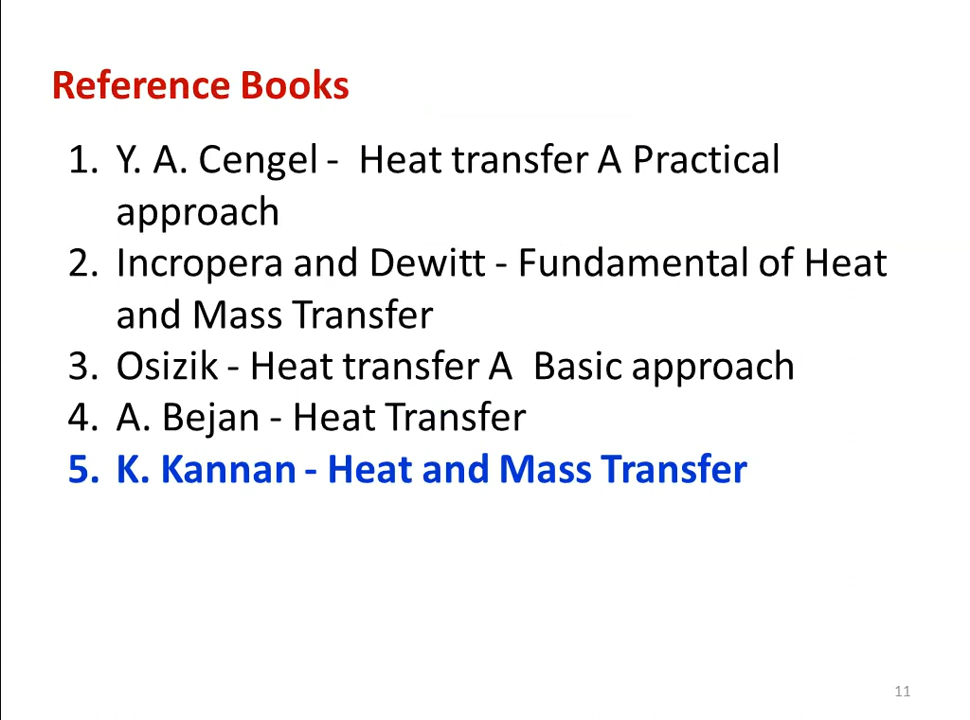 Reference Books
1. Y. A. Cengel - Heat transfer A Practical
approach
2. Incropera and Dewitt - Fundamental of Heat
and Mass Transfer
3. Osizik - Heat transfer A Basic approach
4. A. Bejan - Heat Transfer
5. K. Kannan - Heat and Mass Transfer
11